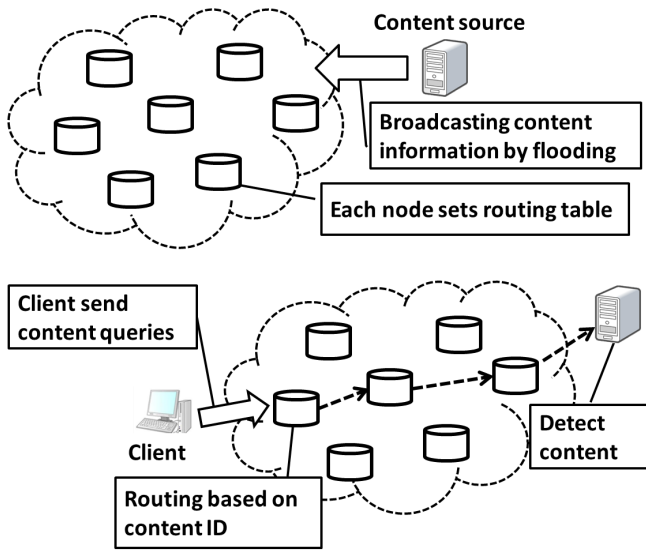 Content source
Broadcasting content
information by flooding
Each node sets routing table
Client send
content queries
Client
Detect
content
Routing based on
content ID